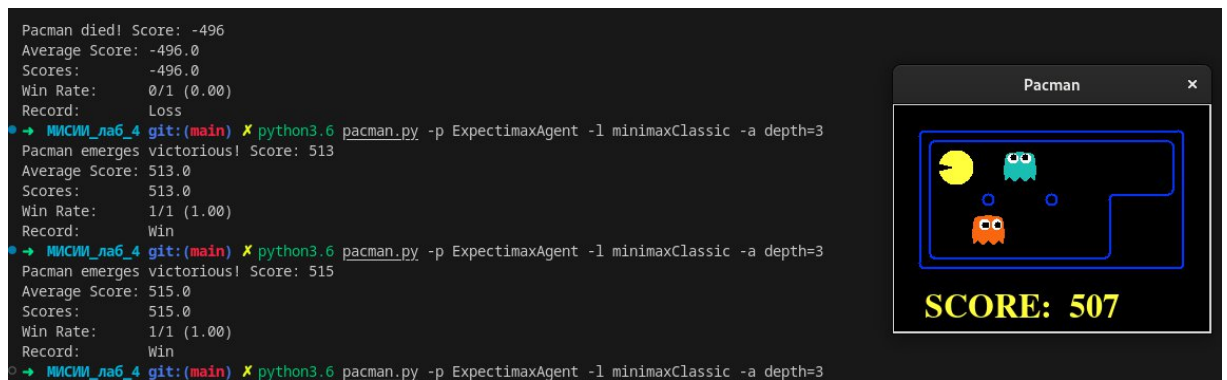 Pacman died! Score: -496
Average Score: -496.0
Scores:        -496.0
Win Rate:      0/1 (0.00)
Record:        Loss
➜  МИСИИ_лаб_4 git:(main) ✗ python3.6 pacman.py -p ExpectimaxAgent -l minimaxClassic -a depth=3
Pacman emerges victorious! Score: 513
Average Score: 513.0
Scores:        513.0
Win Rate:      1/1 (1.00)
Record:        Win
➜  МИСИИ_лаб_4 git:(main) ✗ python3.6 pacman.py -p ExpectimaxAgent -l minimaxClassic -a depth=3
Pacman emerges victorious! Score: 515
Average Score: 515.0
Scores:        515.0
Win Rate:      1/1 (1.00)
Record:        Win
➜  МИСИИ_лаб_4 git:(main) ✗ python3.6 pacman.py -p ExpectimaxAgent -l minimaxClassic -a depth=3
Pacman
SCORE: 507